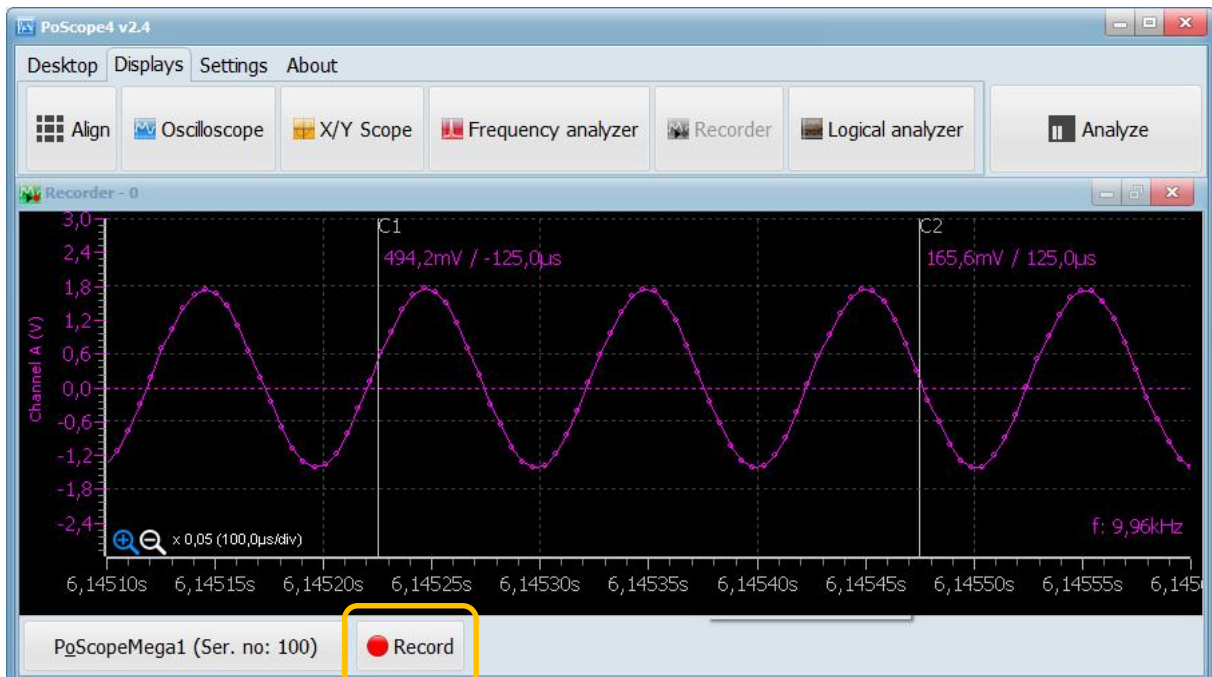 PoScope4 v2.4
Desktop Displays Settings About
Align Oscilloscope X/Y Scope Frequency analyzer Recorder Logical analyzer Analyze
Recorder - 0
3,0
C1 C2
2,4
494,2mV / -125,0µs 165,6mV / 125,0µs
1,8
1,2
0,6
0,0
-0,6
-1,2
-1,8
-2,4
Channel A (V)
f: 9,96kHz
x 0,05 (100,0µs/div)
6,14510s 6,14515s 6,14520s 6,14525s 6,14530s 6,14535s 6,14540s 6,14545s 6,14550s 6,14555s
PoScopeMega1 (Ser. no: 100) Record